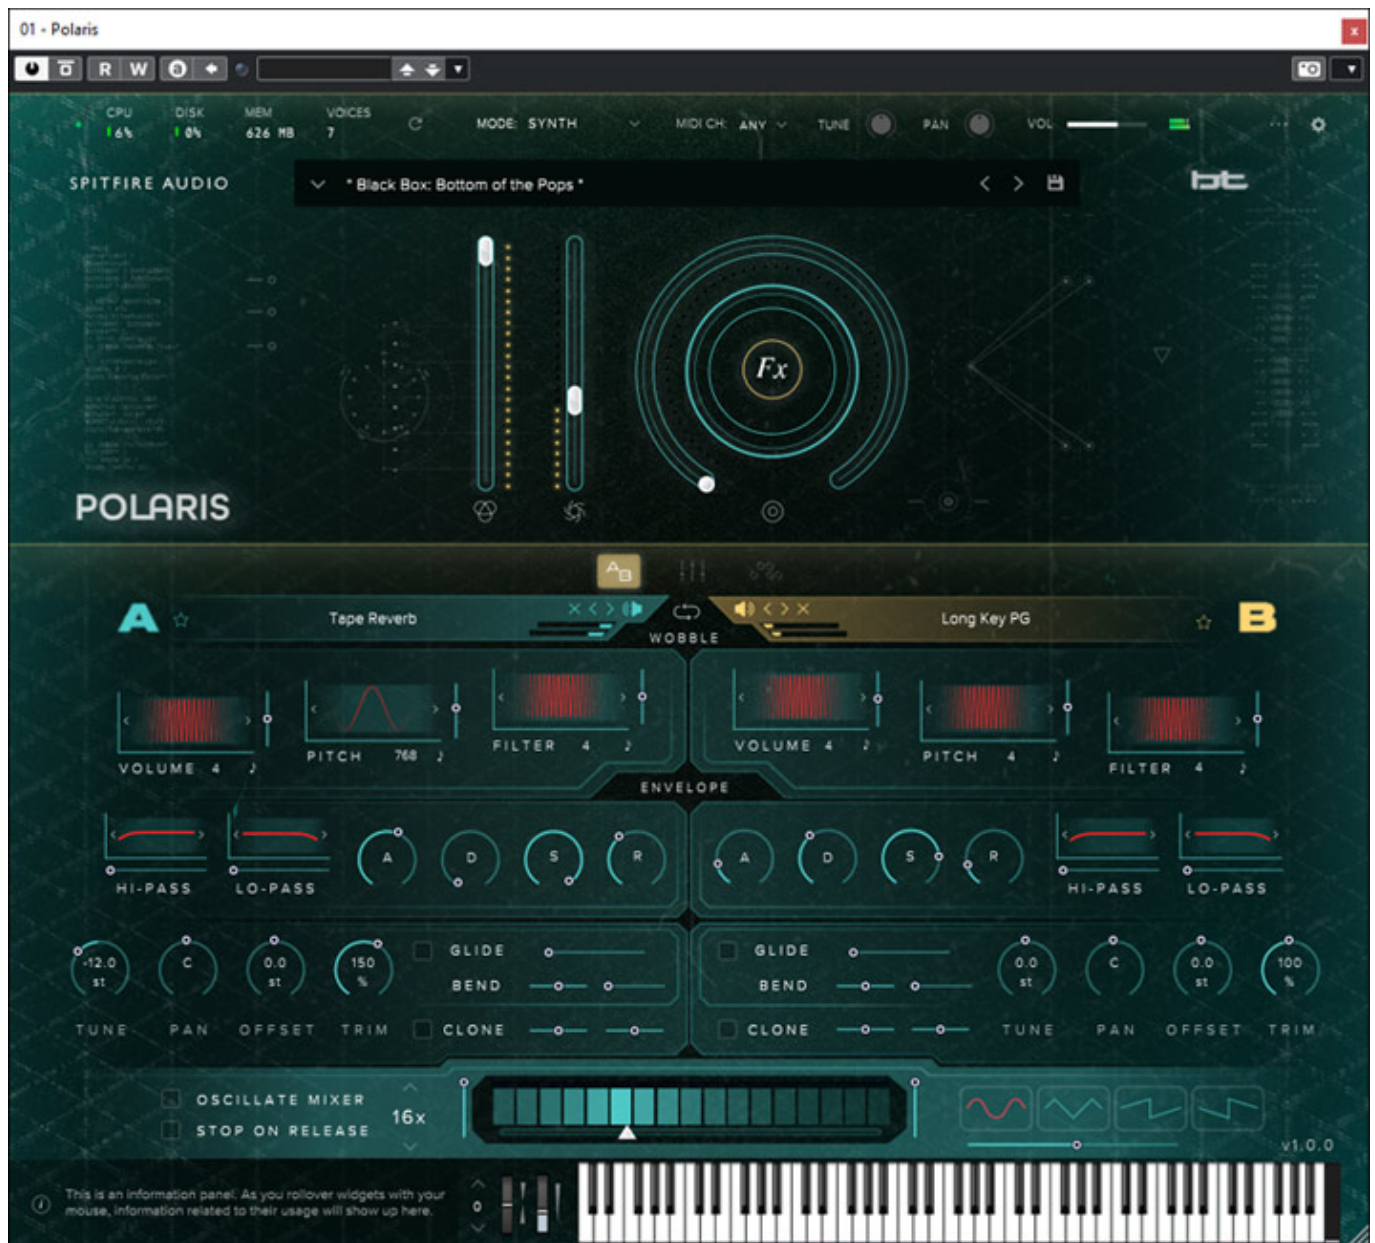 01 - Polaris
x
R W a
CPU DISK MEM VOICES
6% 0% 626 MB 7
MODE: SYNTH MIDI CH: ANY TUNE PAN VOL
SPITFIRE AUDIO
* Black Box: Bottom of the Pops *
bt
Fx
POLARIS
A B
A Tape Reverb
Long Key PG B
WOBBLE
VOLUME 4
PITCH 768
FILTER 4
VOLUME 4
PITCH 4
FILTER 4
ENVELOPE
HI-PASS LO-PASS A D S R
A D S R HI-PASS LO-PASS
-12.0 st C 0.0 st 150 %
TUNE PAN OFFSET TRIM
GLIDE
BEND
CLONE
GLIDE
BEND
CLONE
0.0 st C 0.0 st 100 %
TUNE PAN OFFSET TRIM
OSCILLATE MIXER
STOP ON RELEASE
16x
v1.0.0
This is an information panel. As you rollover widgets with your
mouse, information related to their usage will show up here.
0